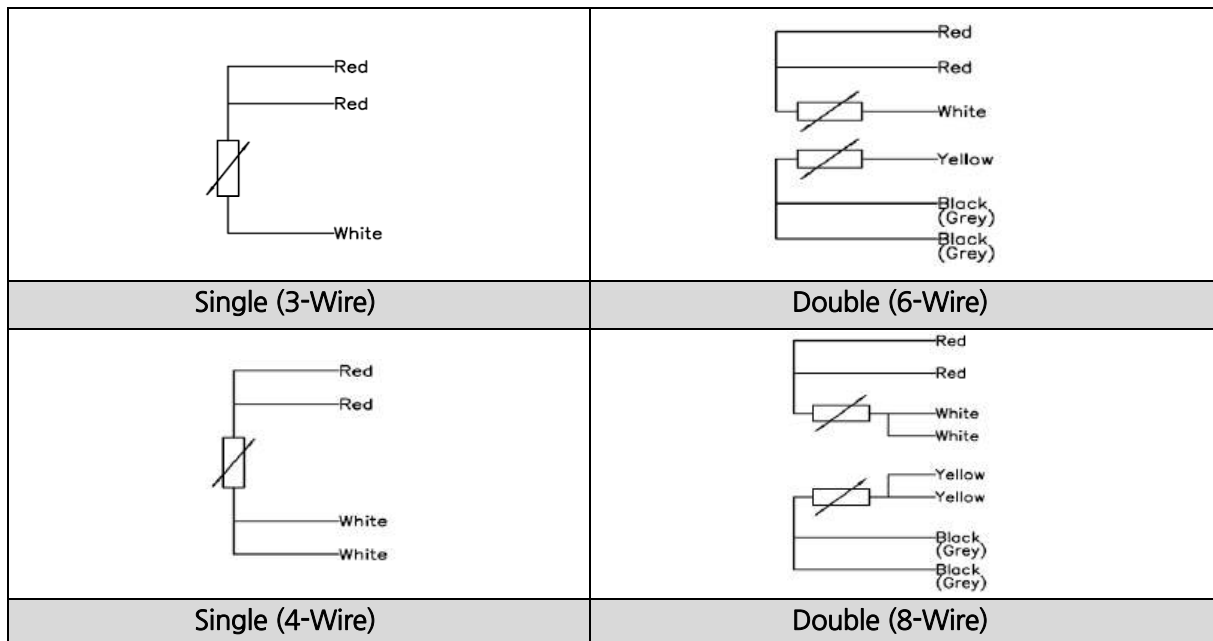 Red
Red
White
Red
Red
White
Yellow
Black
(Grey)
Black
(Grey)
Single (3-Wire)
Double (6-Wire)
Red
Red
White
White
Red
Red
White
White
Yellow
Yellow
Black
(Grey)
Black
(Grey)
Single (4-Wire)
Double (8-Wire)